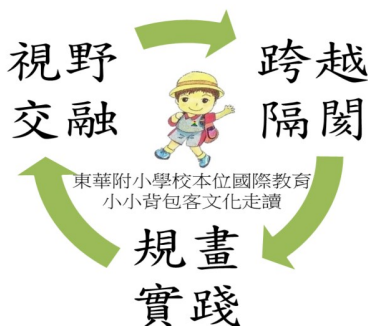 視野
交融
跨越
隔閡
東華附小學校本位國際教育
小小背包客文化走讀
規畫
實踐